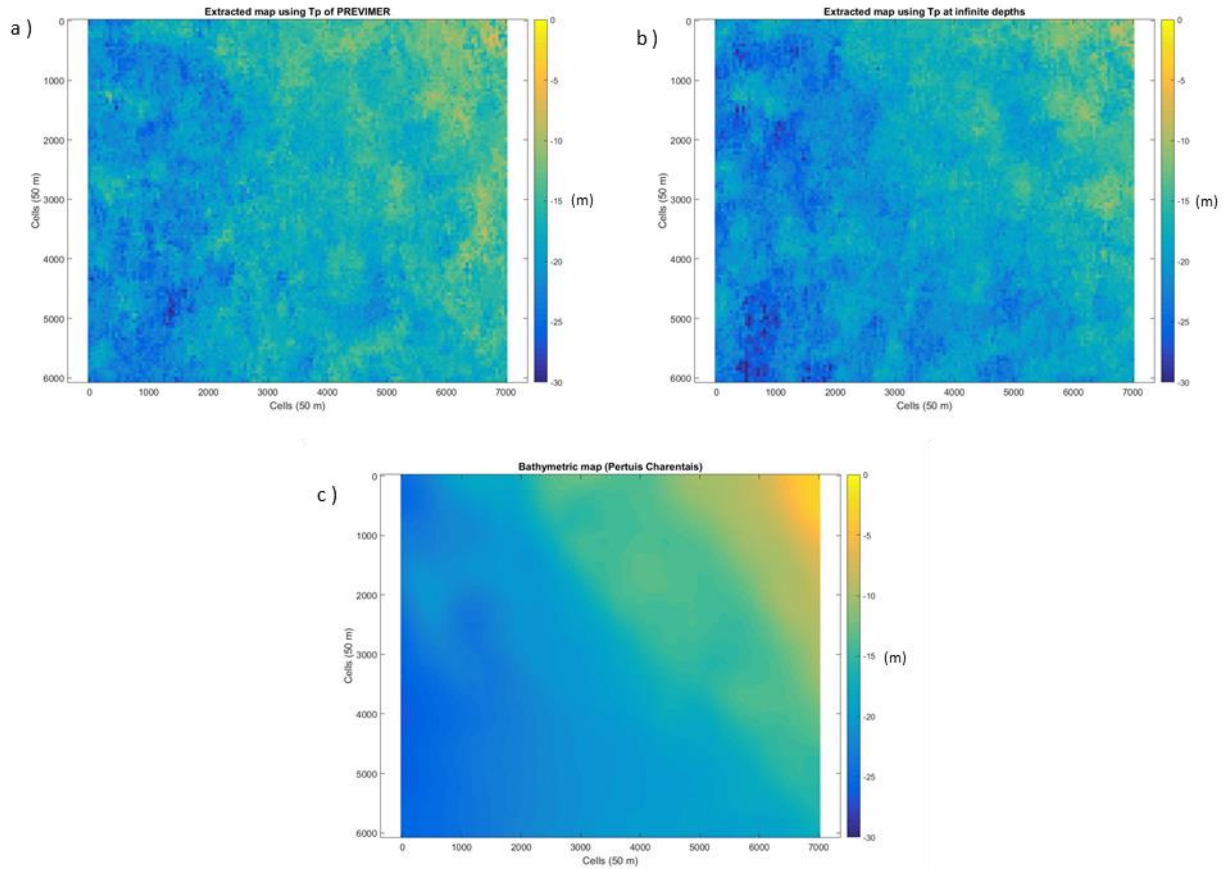 a )
Extracted map using Tp of PREVIMER
0
1000
2000
3000
4000
5000
6000
Cells (50 m)
0 1000 2000 3000 4000 5000 6000 7000
Cells (50 m)
0
-5
-10
-15
-20
-25
-30
(m)
b )
Extracted map using Tp at infinite depths
0
1000
2000
3000
4000
5000
6000
Cells (50 m)
0 1000 2000 3000 4000 5000 6000 7000
Cells (50 m)
0
-5
-10
-15
-20
-25
-30
(m)
c )
Bathymetric map (Pertuis Charentais)
0
1000
2000
3000
4000
5000
6000
Cells (50 m)
0 1000 2000 3000 4000 5000 6000 7000
Cells (50 m)
0
-5
-10
-15
-20
-25
-30
(m)